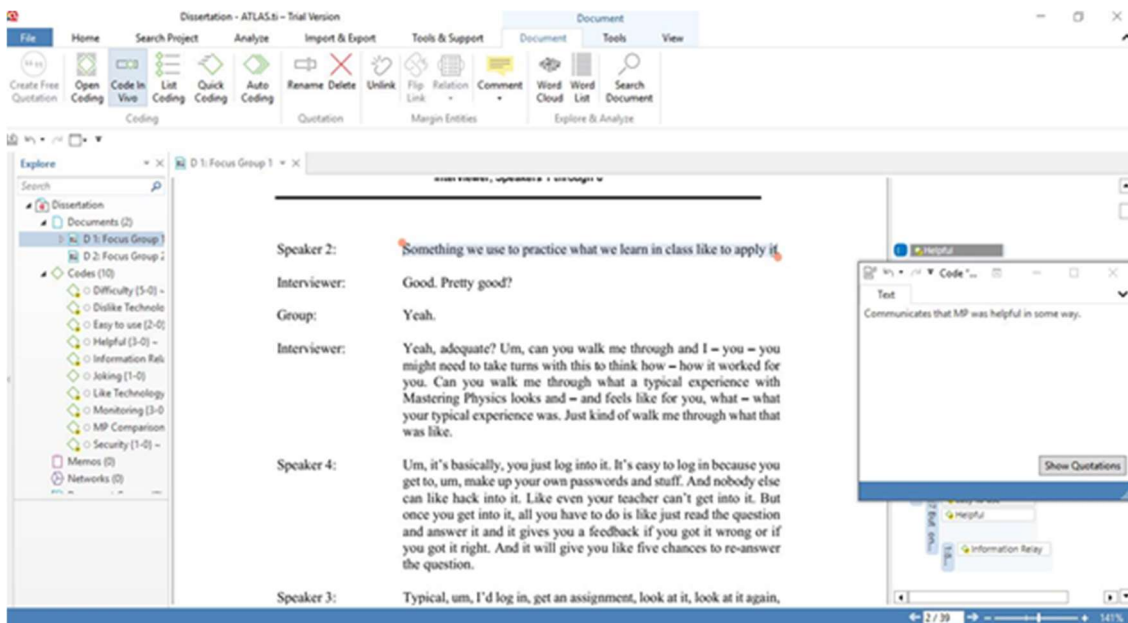 Dissertation - ATLAS.ti – Trial Version
Document
File Home Search Project Analyze Import & Export Tools & Support Document Tools View
Create Free Quotation
Open Coding
Code In Vivo
List Coding
Quick Coding
Auto Coding
Rename Delete Unlink
Flip Link
Relation Comment
Word Cloud
Word List
Search Document
Coding Quotation Margin Entities Explore & Analyze
Explore
D 1: Focus Group 1
Search
Dissertation
Documents (2)
D 1: Focus Group 1
D 2: Focus Group 2
Codes (10)
Difficulty (5-0) ~
Dislike Technolo
Easy to use (2-0)
Helpful (3-0) ~
Information Rela
Joking (1-0)
Like Technology
Monitoring (3-0
MP Comparison
Security (1-0) ~
Memos (0)
Networks (0)
Interviewer, Speakers 1 through 6
Speaker 2: Something we use to practice what we learn in class like to apply it.
Interviewer: Good. Pretty good?
Group: Yeah.
Interviewer: Yeah, adequate? Um, can you walk me through and I – you – you
might need to take turns with this to think how – how it worked for
you. Can you walk me through what a typical experience with
Mastering Physics looks and – and feels like for you, what – what
your typical experience was. Just kind of walk me through what that
was like.
Speaker 4: Um, it's basically, you just log into it. It's easy to log in because you
get to, um, make up your own passwords and stuff. And nobody else
can like hack into it. Like even your teacher can't get into it. But
once you get into it, all you have to do is like just read the question
and answer it and it gives you a feedback if you got it wrong or if
you got it right. And it will give you like five chances to re-answer
the question.
Speaker 3: Typical, um, I'd log in, get an assignment, look at it, look at it again,
Helpful
Code "...
Text
Communicates that MP was helpful in some way.
Show Quotations
Easy to use
Helpful
But on...
Information Relay
2 / 39
141%